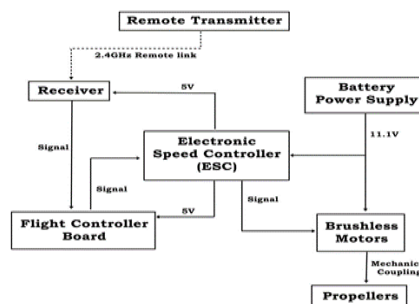 Remote Transmitter
2.4GHz Remote link
Receiver
5V
Battery
Power Supply
11.1V
Signal
Electronic
Speed Controller
(ESC)
Signal
5V
Signal
Flight Controller
Board
Brushless
Motors
Mechanic
Coupling
Propellers